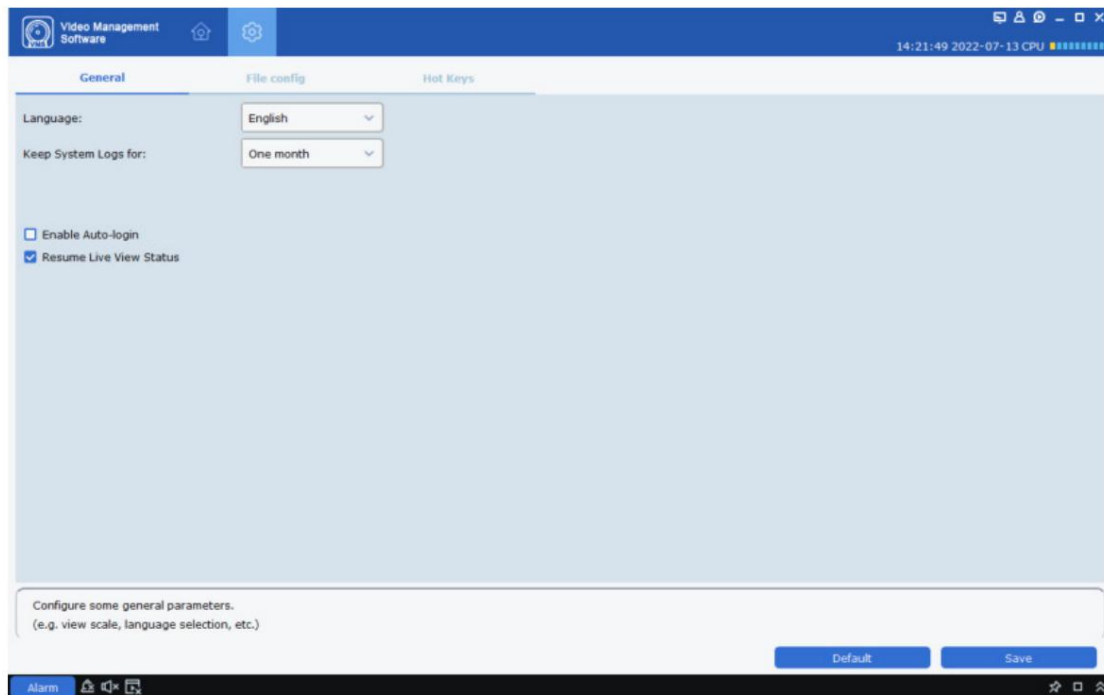 Video Management
Software
14:21:49 2022-07-13 CPU
General File config Hot Keys
Language: English
Keep System Logs for: One month
Enable Auto-login
Resume Live View Status
Configure some general parameters.
(e.g. view scale, language selection, etc.)
Default Save
Alarm